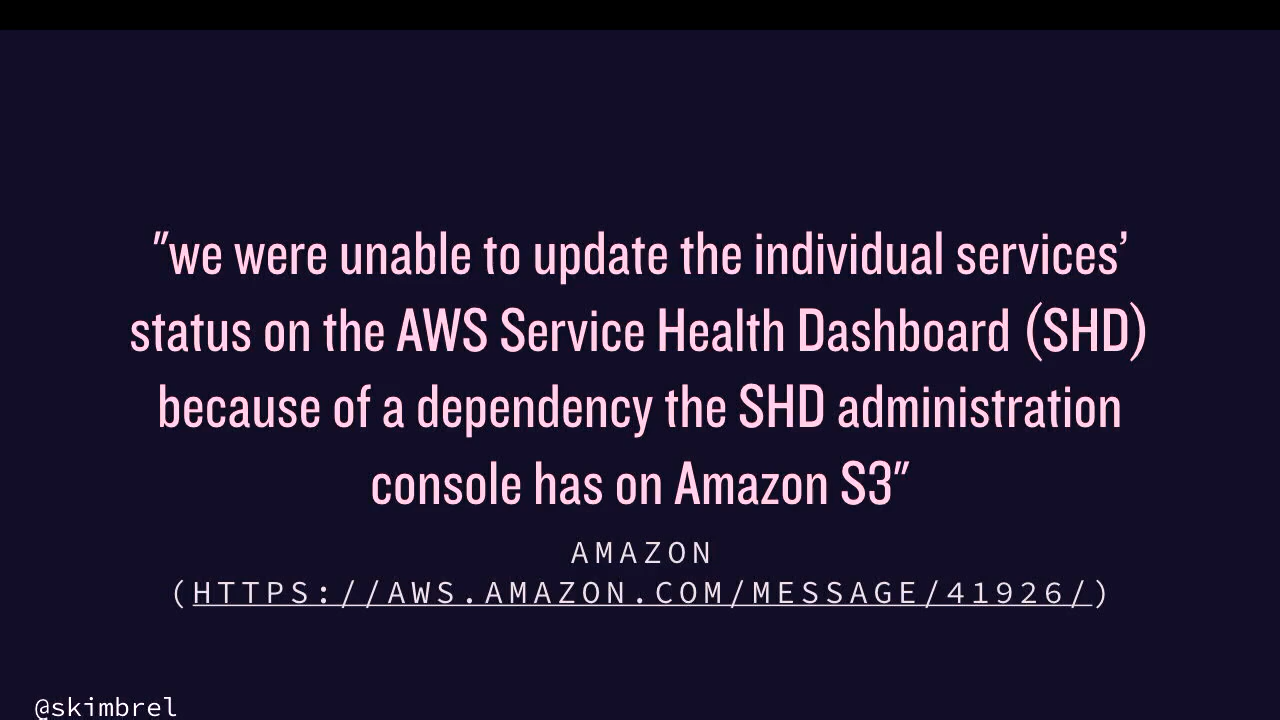 "we were unable to update the individual services’
status on the AWS Service Health Dashboard (SHD)
because of a dependency the SHD administration
console has on Amazon S3"
AMAZON
(HTTPS://AWS.AMAZON.COM/MESSAGE/41926/)
@skimbrel